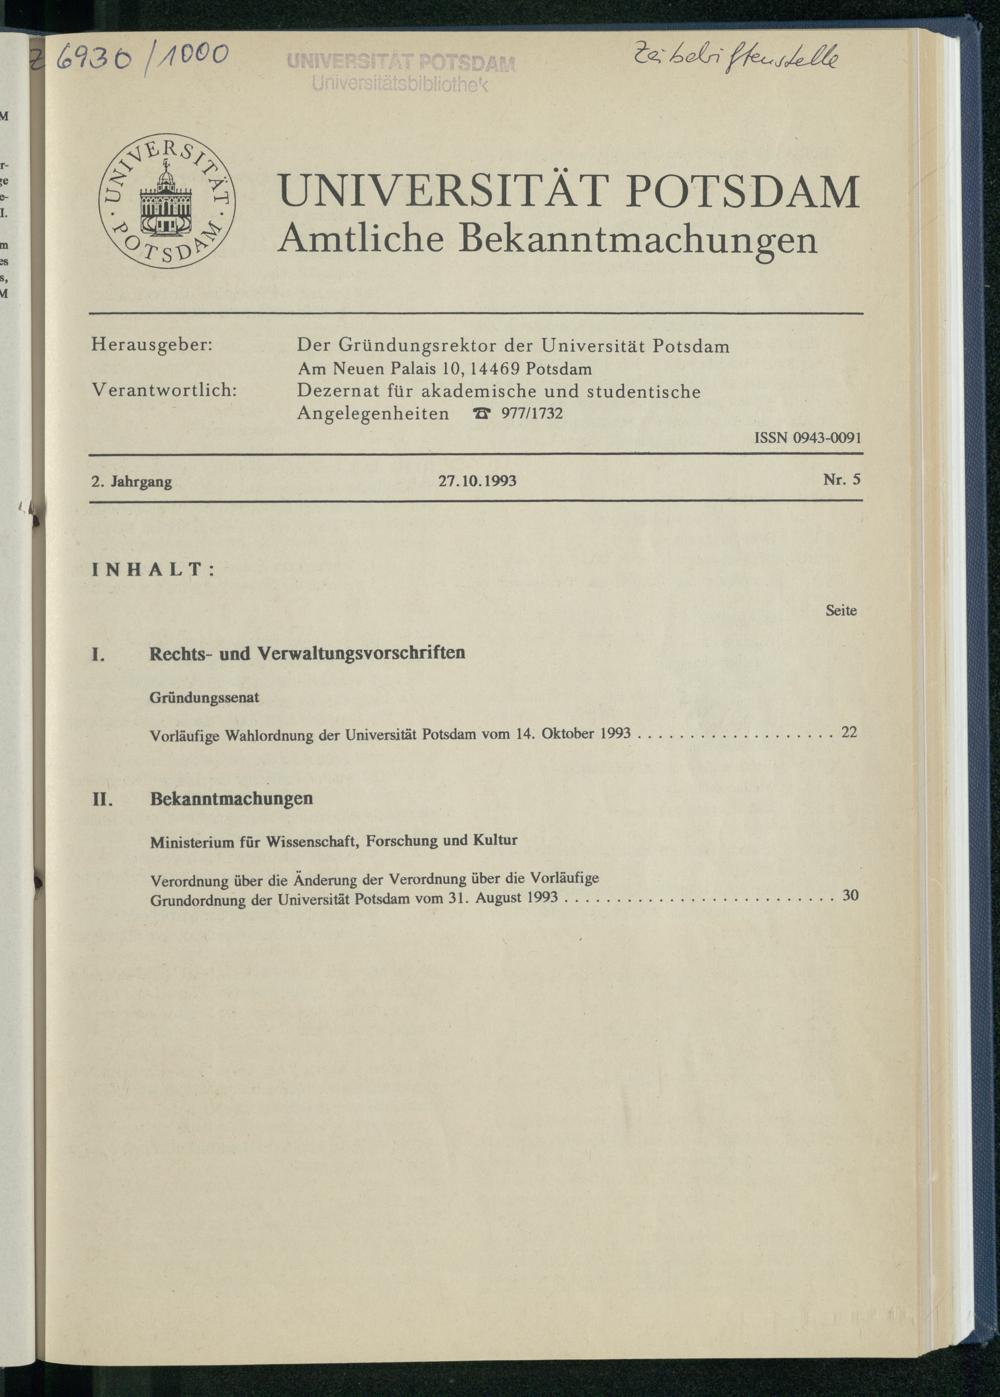 Z 6930/1000
UNIVERSITÄT POTSDAM
Universitätsbibliothek
Zeitschriftenstelle
UNIVERSITÄT
· POTSDAM ·
UNIVERSITÄT POTSDAM
Amtliche Bekanntmachungen
Herausgeber: Der Gründungsrektor der Universität Potsdam
Am Neuen Palais 10, 14469 Potsdam
Verantwortlich: Dezernat für akademische und studentische
Angelegenheiten ☎ 977/1732
ISSN 0943-0091
2. Jahrgang 27.10.1993 Nr. 5
INHALT:
Seite
I. Rechts- und Verwaltungsvorschriften
Gründungssenat
Vorläufige Wahlordnung der Universität Potsdam vom 14. Oktober 1993 . . . . . . . . . . . . . . . . . . . 22
II. Bekanntmachungen
Ministerium für Wissenschaft, Forschung und Kultur
Verordnung über die Änderung der Verordnung über die Vorläufige
Grundordnung der Universität Potsdam vom 31. August 1993 . . . . . . . . . . . . . . . . . . . . . . . . . . 30